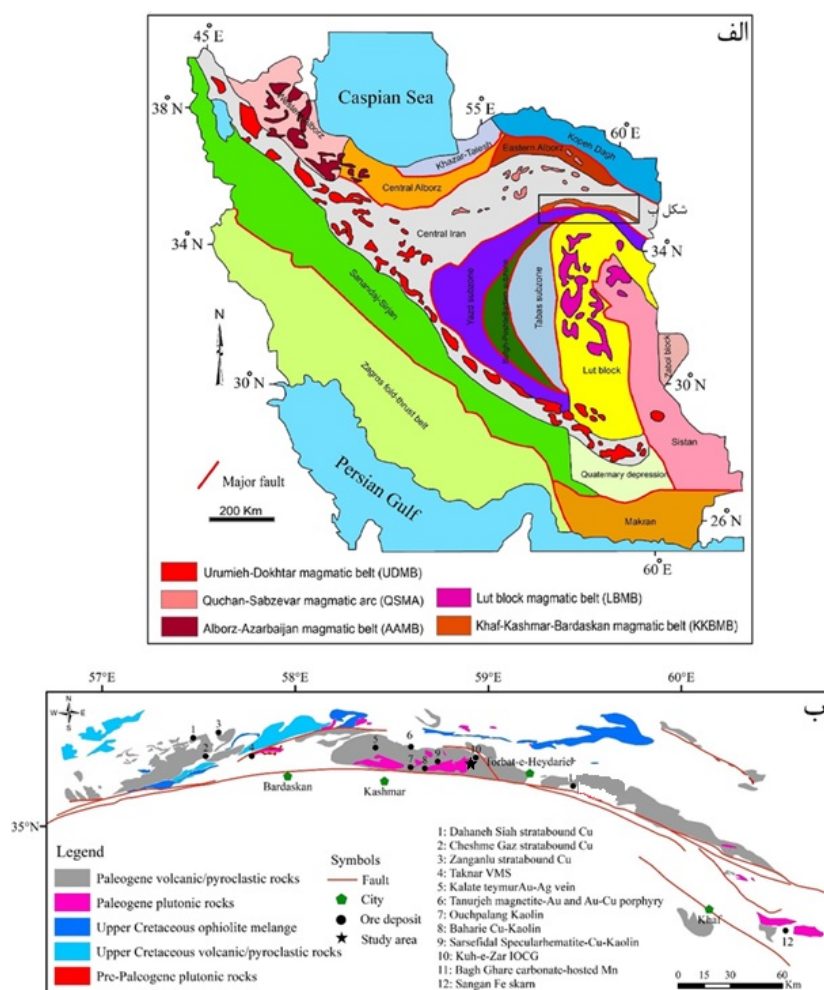 الف
45 E
38 N
Caspian Sea
55 E
60 E
Western Alborz
Khazar-Talesh
Eastern Alborz
Kopeh Dagh
Central Alborz
شکل ب
34 N
Central Iran
34 N
Sanandaj-Sirjan
Yazd subzone
Tabas subzone
N
Zabol block
Lut block
30 N
30 N
Zagros fold-thrust belt
Sistan
Major fault
Persian Gulf
Quaternary depression
200 Km
Makran
26 N
60 E
Urumieh-Dokhtar magmatic belt (UDMB)
Quchan-Sabzevar magmatic arc (QSMA)
Alborz-Azarbaijan magmatic belt (AAMB)
Lut block magmatic belt (LBMB)
Khaf-Kashmar-Bardaskan magmatic belt (KKBMB)
57°E
58°E
59°E
60°E
ب
N
W
E
S
1
3
2
4
5
6
7
8
9
10
Torbat-e-Heydarieh
Bardaskan
Kashmar
35°N
Khaf
12
Legend
Paleogene volcanic/pyroclastic rocks
Paleogene plutonic rocks
Upper Cretaceous ophiolite melange
Upper Cretaceous volcanic/pyroclastic rocks
Pre-Paleogene plutonic rocks
Symbols
Fault
City
Ore deposit
Study area
1: Dahaneh Siah stratabound Cu
2: Cheshme Gaz stratabound Cu
3: Zanganlu stratabound Cu
4: Taknar VMS
5: Kalate teymurAu-Ag vein
6: Tanurjeh magnetite-Au and Au-Cu porphyry
7: Ouchpalang Kaolin
8: Baharie Cu-Kaolin
9: Sarsefidal Specularhematite-Cu-Kaolin
10: Kuh-e-Zar IOCG
11: Bagh Ghare carbonate-hosted Mn
12: Sangan Fe skarn
0 15 30 60
Km